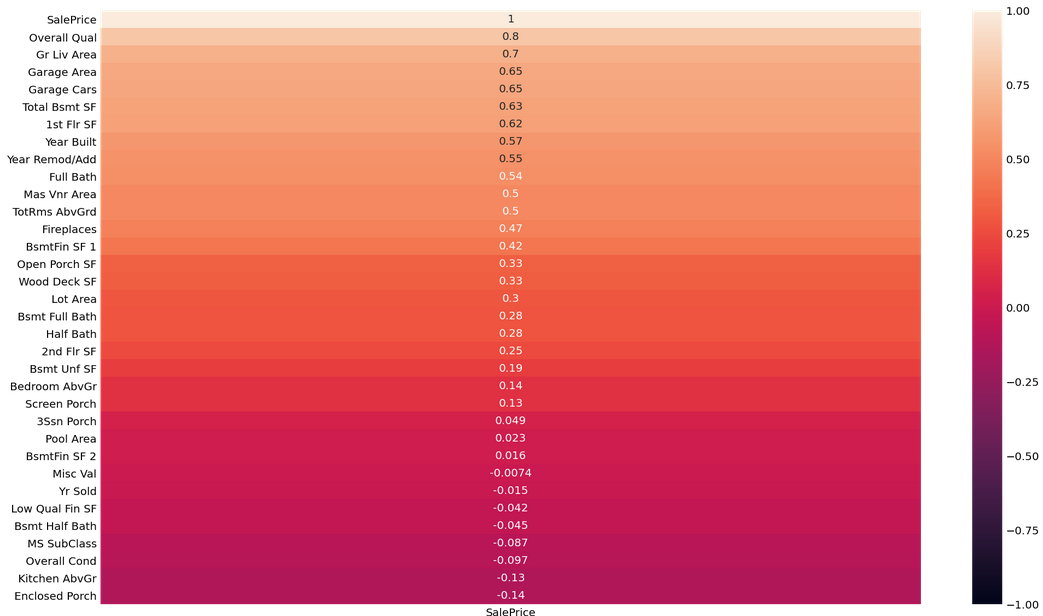 SalePrice 1 1.00
Overall Qual 0.8
Gr Liv Area 0.7
Garage Area 0.65
0.75
Garage Cars 0.65
Total Bsmt SF 0.63
1st Flr SF 0.62
Year Built 0.57
Year Remod/Add 0.55 0.50
Full Bath 0.54
Mas Vnr Area 0.5
TotRms AbvGrd 0.5
Fireplaces 0.47
0.25
BsmtFin SF 1 0.42
Open Porch SF 0.33
Wood Deck SF 0.33
Lot Area 0.3
0.00
Bsmt Full Bath 0.28
Half Bath 0.28
2nd Flr SF 0.25
Bsmt Unf SF 0.19
Bedroom AbvGr 0.14 −0.25
Screen Porch 0.13
3Ssn Porch 0.049
Pool Area 0.023
BsmtFin SF 2 0.016 −0.50
Misc Val -0.0074
Yr Sold -0.015
Low Qual Fin SF -0.042
Bsmt Half Bath -0.045
−0.75
MS SubClass -0.087
Overall Cond -0.097
Kitchen AbvGr -0.13
Enclosed Porch -0.14
−1.00
SalePrice